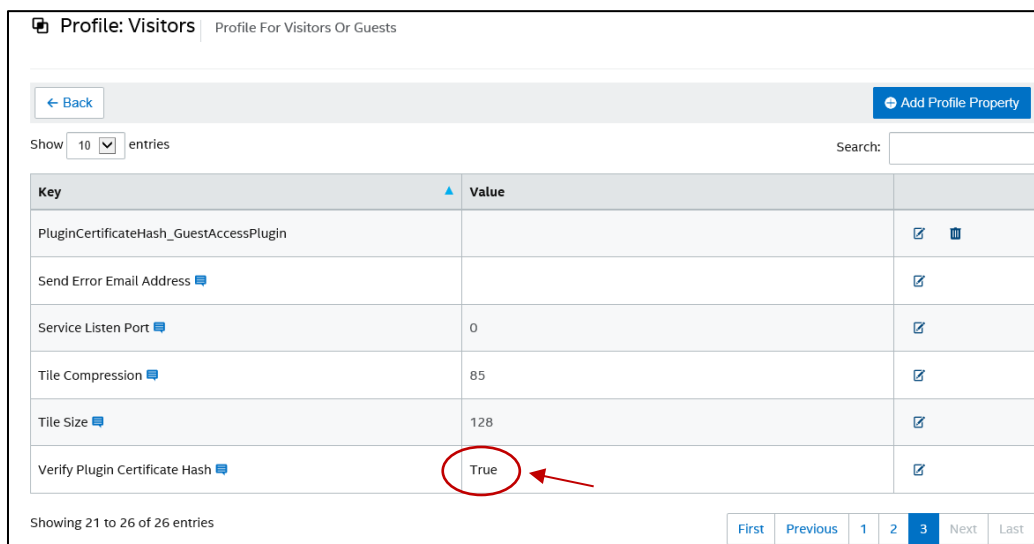 Profile: Visitors Profile For Visitors Or Guests
← Back Add Profile Property
Show 10 entries Search:
Key Value
PluginCertificateHash_GuestAccessPlugin
Send Error Email Address
Service Listen Port 0
Tile Compression 85
Tile Size 128
Verify Plugin Certificate Hash True
Showing 21 to 26 of 26 entries First Previous 1 2 3 Next Last